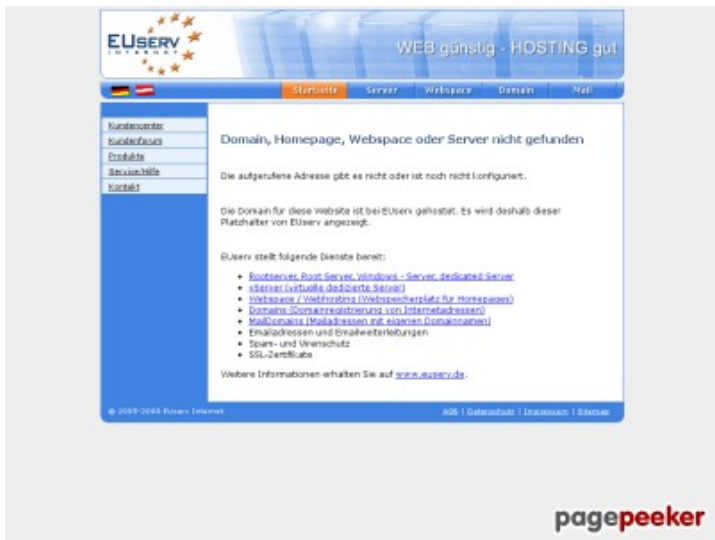 EUserv
INTERNET
WEB günstig - HOSTING gut
Startseite Server Webspace Domain Mail
Kundencenter
Kundenforum
Produkte
Service/Hilfe
Kontakt
Domain, Homepage, Webspace oder Server nicht gefunden
Die aufgerufene Adresse gibt es nicht oder ist noch nicht konfiguriert.
Die Domain für diese Website ist bei EUserv gehostet. Es wird deshalb dieser
Platzhalter von EUserv angezeigt.
EUserv stellt folgende Dienste bereit:
Rootserver, Root Server, Windows - Server, dedicated Server
vServer (virtuelle dedizierte Server)
Webspace / Webhosting (Webspeicherplatz für Homepages)
Domains (Domainregistrierung von Internetadressen)
MailDomains (Mailadressen mit eigenen Domainnamen)
Emailadressen und Emailweiterleitungen
Spam- und Virenschutz
SSL-Zertifikate
Weitere Informationen erhalten Sie auf www.euserv.de.
© 2005-2008 EUserv Internet AGB | Datenschutz | Impressum | Sitemap
pagepeeker